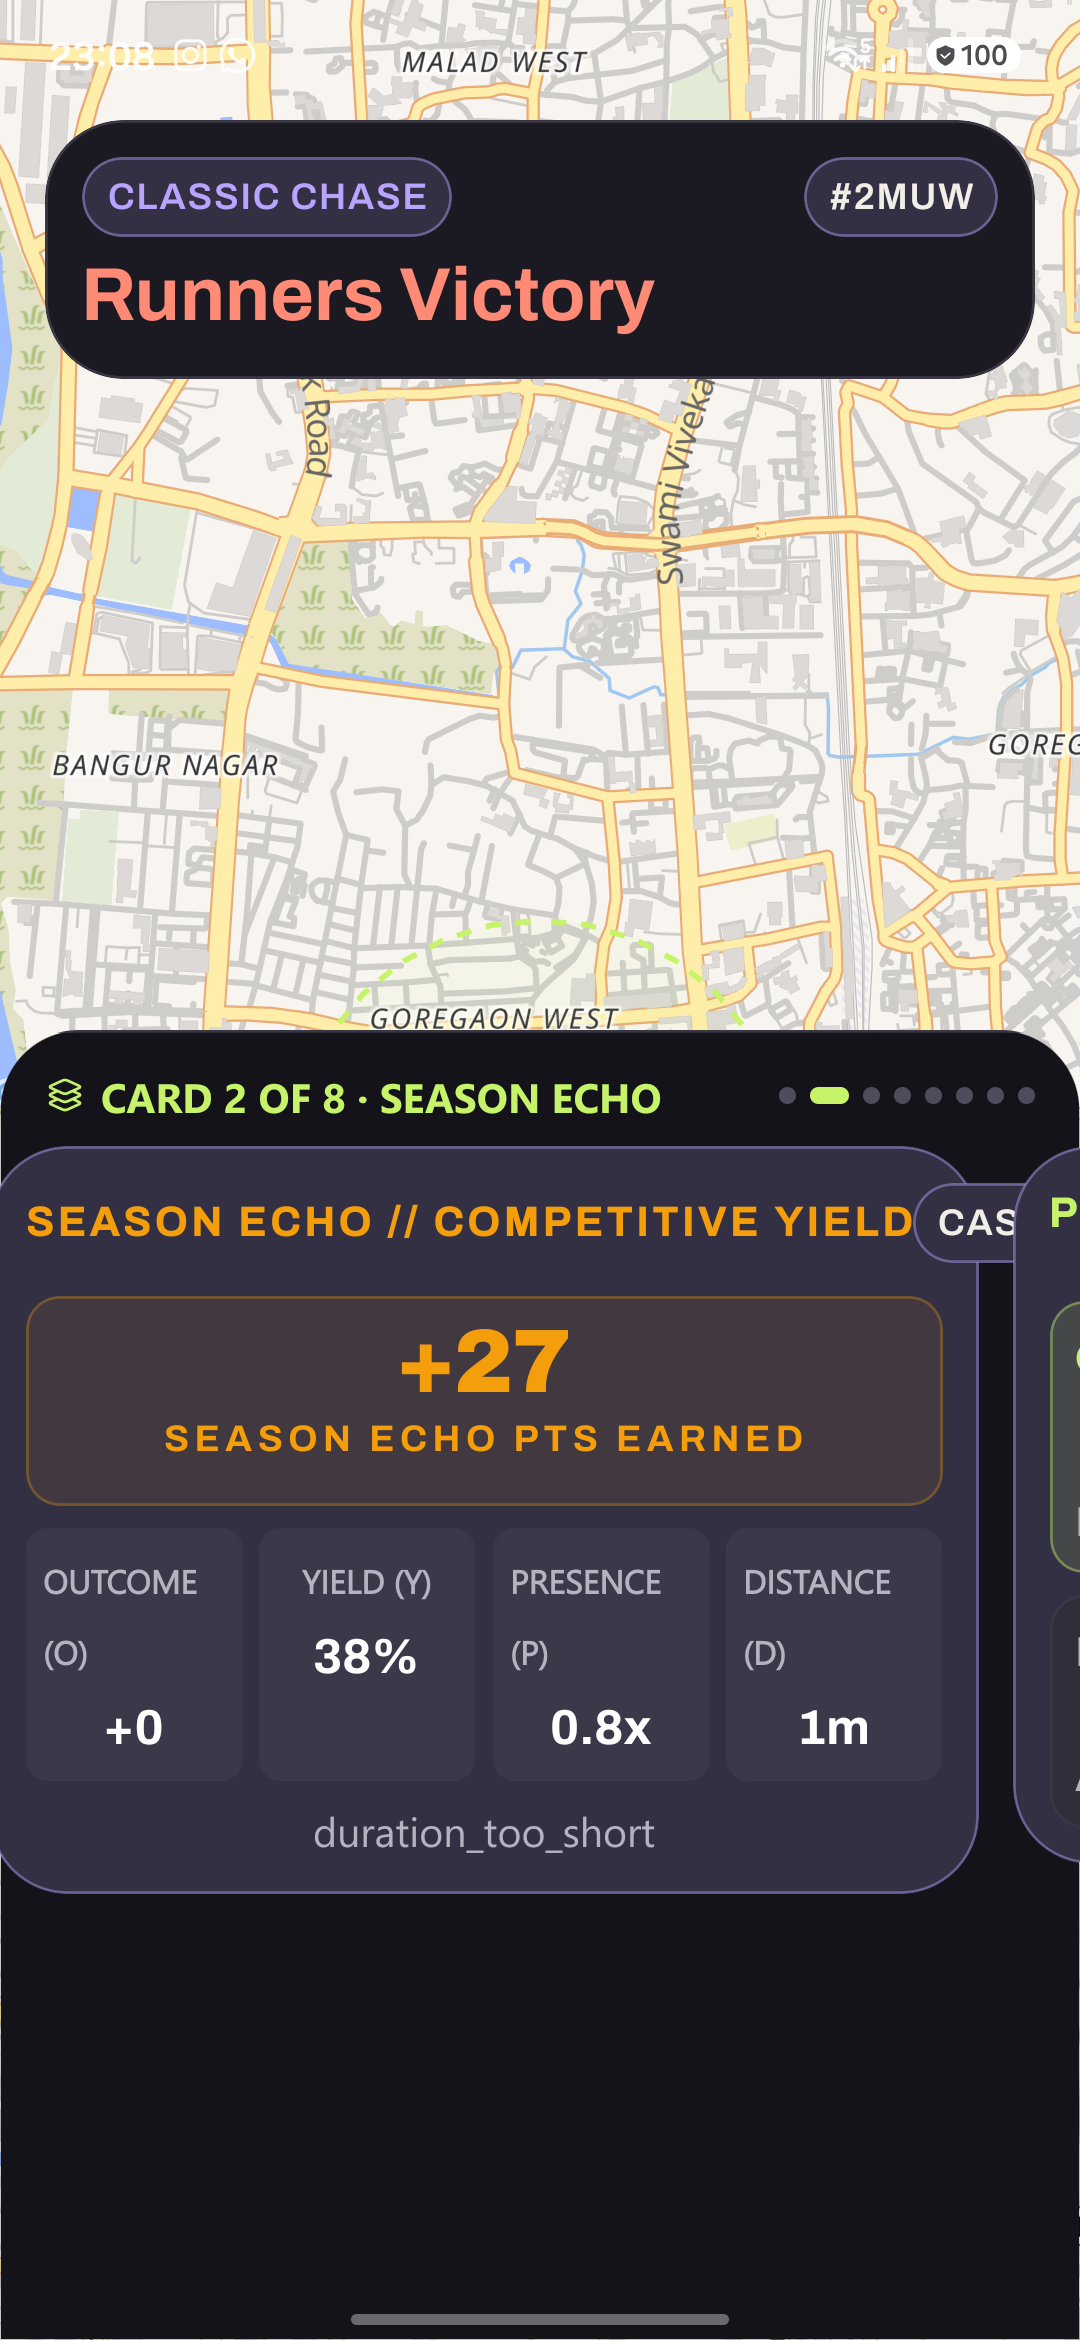 23:08
100
MALAD WEST
CLASSIC CHASE
#2MUW
Runners Victory
k Road
Swami Viveka
BANGUR NAGAR
GOREG
GOREGAON WEST
CARD 2 OF 8 · SEASON ECHO
SEASON ECHO // COMPETITIVE YIELD
CAS
P
+27
SEASON ECHO PTS EARNED
OUTCOME
(O)
+0
YIELD (Y)
38%
PRESENCE
(P)
0.8x
DISTANCE
(D)
1m
duration_too_short